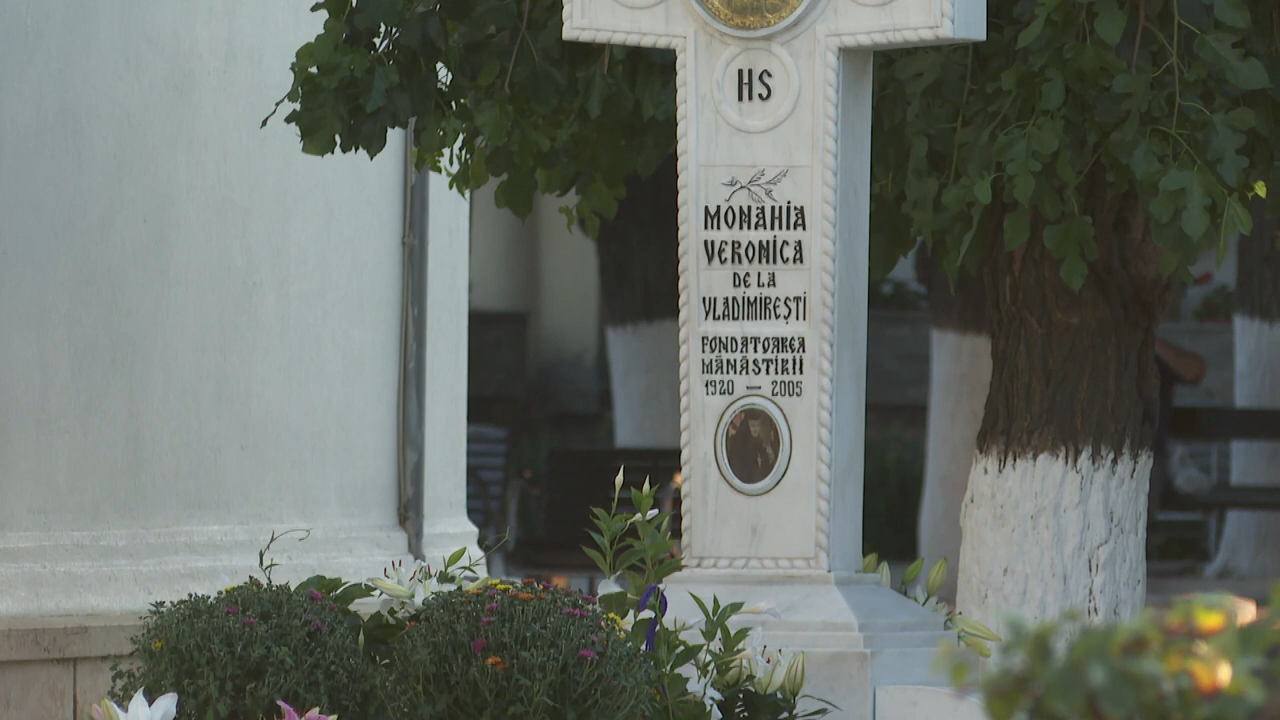 HS
MONAHIA
VERONICA
DE LA
VLADIMIREȘTI
FONDATOAREA
MĂNĂSTIRII
1920 — 2005